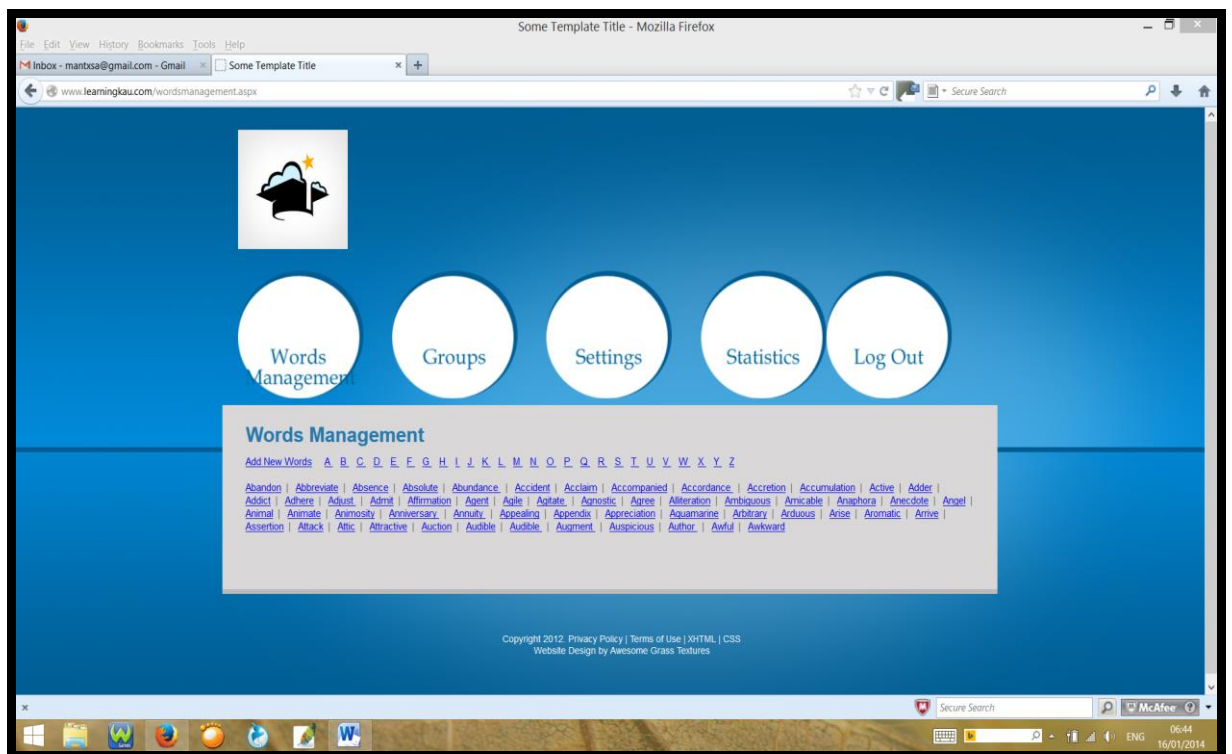 Some Template Title - Mozilla Firefox
File Edit View History Bookmarks Tools Help
Inbox - mantxsa@gmail.com - Gmail × Some Template Title × +
www.learningkau.com/wordsmanagement.aspx Secure Search
Words Management
Groups
Settings
Statistics
Log Out
Words Management
Add New Words A B C D E F G H I J K L M N O P Q R S T U V W X Y Z
Abandon | Abbreviate | Absence | Absolute | Abundance | Accident | Acclaim | Accompanied | Accordance | Accretion | Accumulation | Active | Adder |
Addict | Adhere | Adjust | Admit | Affirmation | Agent | Agile | Agitate | Agnostic | Agree | Alliteration | Ambiguous | Amicable | Anaphora | Anecdote | Angel |
Animal | Animate | Animosity | Anniversary | Annuity | Appealing | Appendix | Appreciation | Aquamarine | Arbitrary | Arduous | Arise | Aromatic | Arrive |
Assertion | Attack | Attic | Attractive | Auction | Audible | Audible | Augment | Auspicious | Author | Awful | Awkward
Copyright 2012. Privacy Policy | Terms of Use | XHTML | CSS
Website Design by Awesome Grass Textures
× Secure Search McAfee
ENG 06:44
16/01/2014